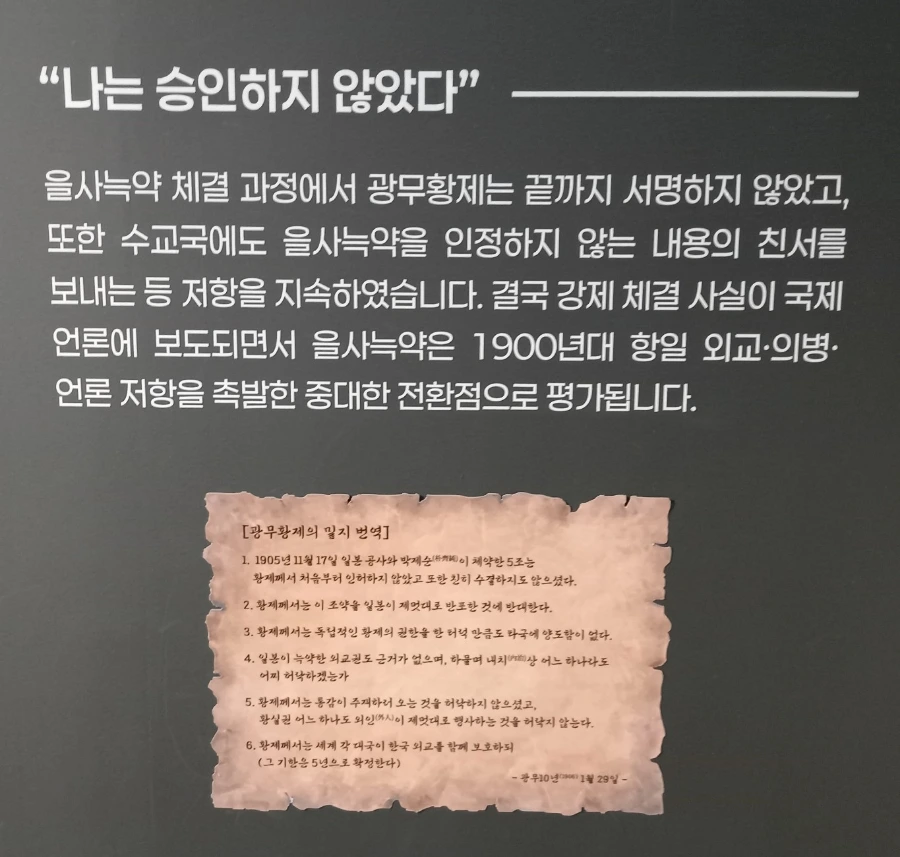 “나는 승인하지 않았다”
을사늑약 체결 과정에서 광무황제는 끝까지 서명하지 않았고,
또한 수교국에도 을사늑약을 인정하지 않는 내용의 친서를
보내는 등 저항을 지속하였습니다. 결국 강제 체결 사실이 국제
언론에 보도되면서 을사늑약은 1900년대 항일 외교·의병·
언론 저항을 촉발한 중대한 전환점으로 평가됩니다.
[광무황제의 밀지 번역]
1. 1905년 11월 17일 일본 공사와 박제순(朴齊純)이 체약한 5조는
황제께서 처음부터 인허하지 않았고 또한 친히 수결하지도 않으셨다.
2. 황제께서는 이 조약을 일본이 제멋대로 반포한 것에 반대한다.
3. 황제께서는 독립적인 황제의 권한을 한 터럭 만큼도 타국에 양도함이 없다.
4. 일본이 늑약한 외교권도 근거가 없으며, 하물며 내치(內治)상 어느 하나라도
어찌 허락하겠는가
5. 황제께서는 통감이 주재하러 오는 것을 허락하지 않으셨고,
황실권 어느 하나도 외인(外人)이 제멋대로 행사하는 것을 허락지 않는다.
6. 황제께서는 세계 각 대국이 한국 외교를 함께 보호하되
(그 기한은 5년으로 확정한다)
- 광무10년(1906) 1월 29일 -